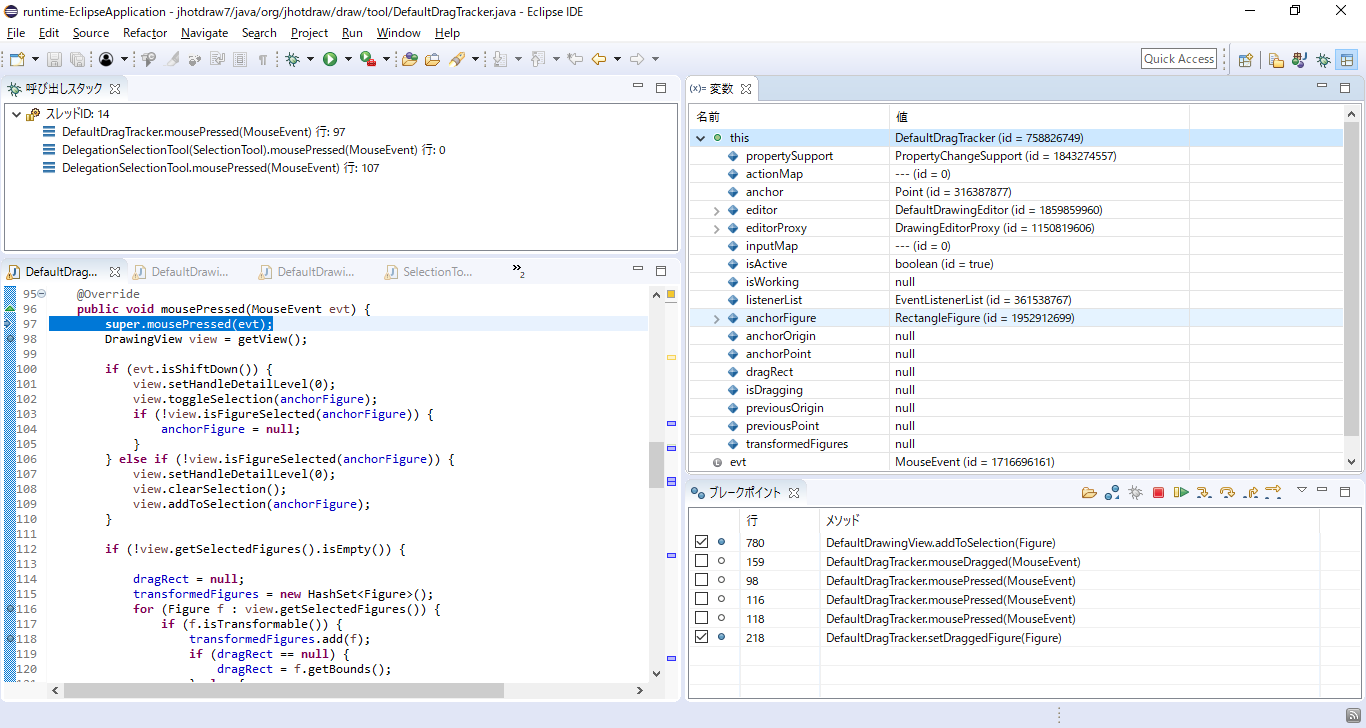 runtime-EclipseApplication - jhotdraw7/java/org/jhotdraw/draw/tool/DefaultDragTracker.java - Eclipse IDE
File Edit Source Refactor Navigate Search Project Run Window Help
Quick Access
呼び出しスタック
スレッドID: 14
DefaultDragTracker.mousePressed(MouseEvent) 行: 97
DelegationSelectionTool(SelectionTool).mousePressed(MouseEvent) 行: 0
DelegationSelectionTool.mousePressed(MouseEvent) 行: 107
DefaultDrag... DefaultDrawi... DefaultDrawi... SelectionTo... »2
95 @Override
96 public void mousePressed(MouseEvent evt) {
97 super.mousePressed(evt);
98 DrawingView view = getView();
99
100 if (evt.isShiftDown()) {
101 view.setHandleDetailLevel(0);
102 view.toggleSelection(anchorFigure);
103 if (!view.isFigureSelected(anchorFigure)) {
104 anchorFigure = null;
105 }
106 } else if (!view.isFigureSelected(anchorFigure)) {
107 view.setHandleDetailLevel(0);
108 view.clearSelection();
109 view.addToSelection(anchorFigure);
110 }
111
112 if (!view.getSelectedFigures().isEmpty()) {
113
114 dragRect = null;
115 transformedFigures = new HashSet<Figure>();
116 for (Figure f : view.getSelectedFigures()) {
117 if (f.isTransformable()) {
118 transformedFigures.add(f);
119 if (dragRect == null) {
120 dragRect = f.getBounds();
(x)= 変数
名前 値
this DefaultDragTracker (id = 758826749)
propertySupport PropertyChangeSupport (id = 1843274557)
actionMap --- (id = 0)
anchor Point (id = 316387877)
editor DefaultDrawingEditor (id = 1859859960)
editorProxy DrawingEditorProxy (id = 1150819606)
inputMap --- (id = 0)
isActive boolean (id = true)
isWorking null
listenerList EventListenerList (id = 361538767)
anchorFigure RectangleFigure (id = 1952912699)
anchorOrigin null
anchorPoint null
dragRect null
isDragging null
previousOrigin null
previousPoint null
transformedFigures null
evt MouseEvent (id = 1716696161)
ブレークポイント
行 メソッド
780 DefaultDrawingView.addToSelection(Figure)
159 DefaultDragTracker.mouseDragged(MouseEvent)
98 DefaultDragTracker.mousePressed(MouseEvent)
116 DefaultDragTracker.mousePressed(MouseEvent)
118 DefaultDragTracker.mousePressed(MouseEvent)
218 DefaultDragTracker.setDraggedFigure(Figure)